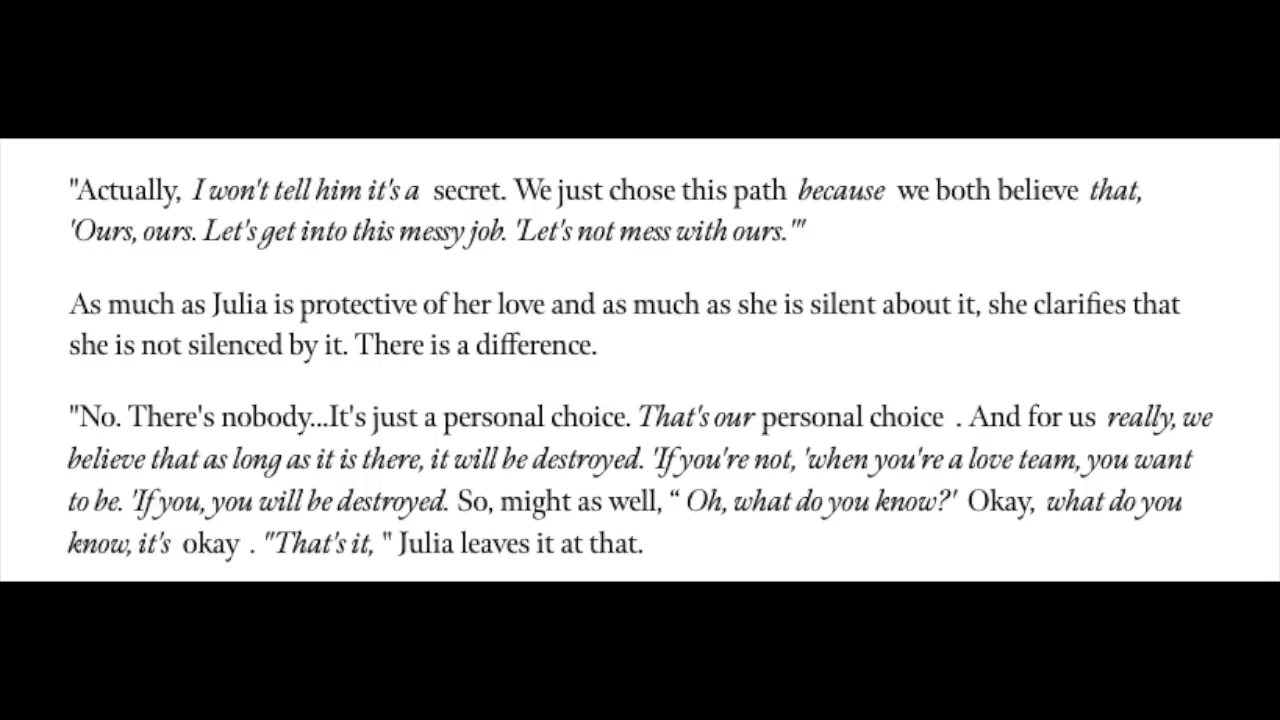 "Actually, I won't tell him it's a secret. We just chose this path because we both believe that,
'Ours, ours. Let's get into this messy job. 'Let's not mess with ours.'"
As much as Julia is protective of her love and as much as she is silent about it, she clarifies that
she is not silenced by it. There is a difference.
"No. There's nobody...It's just a personal choice. That's our personal choice . And for us really, we
believe that as long as it is there, it will be destroyed. 'If you're not, 'when you're a love team, you want
to be. 'If you, you will be destroyed. So, might as well, “ Oh, what do you know?' Okay, what do you
know, it's okay . "That's it, " Julia leaves it at that.